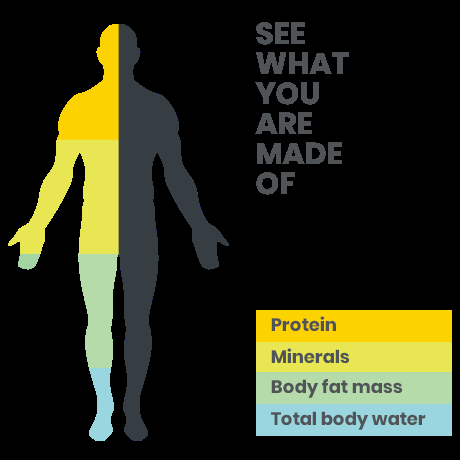 SEE
WHAT
YOU
ARE
MADE
OF
Protein
Minerals
Body fat mass
Total body water